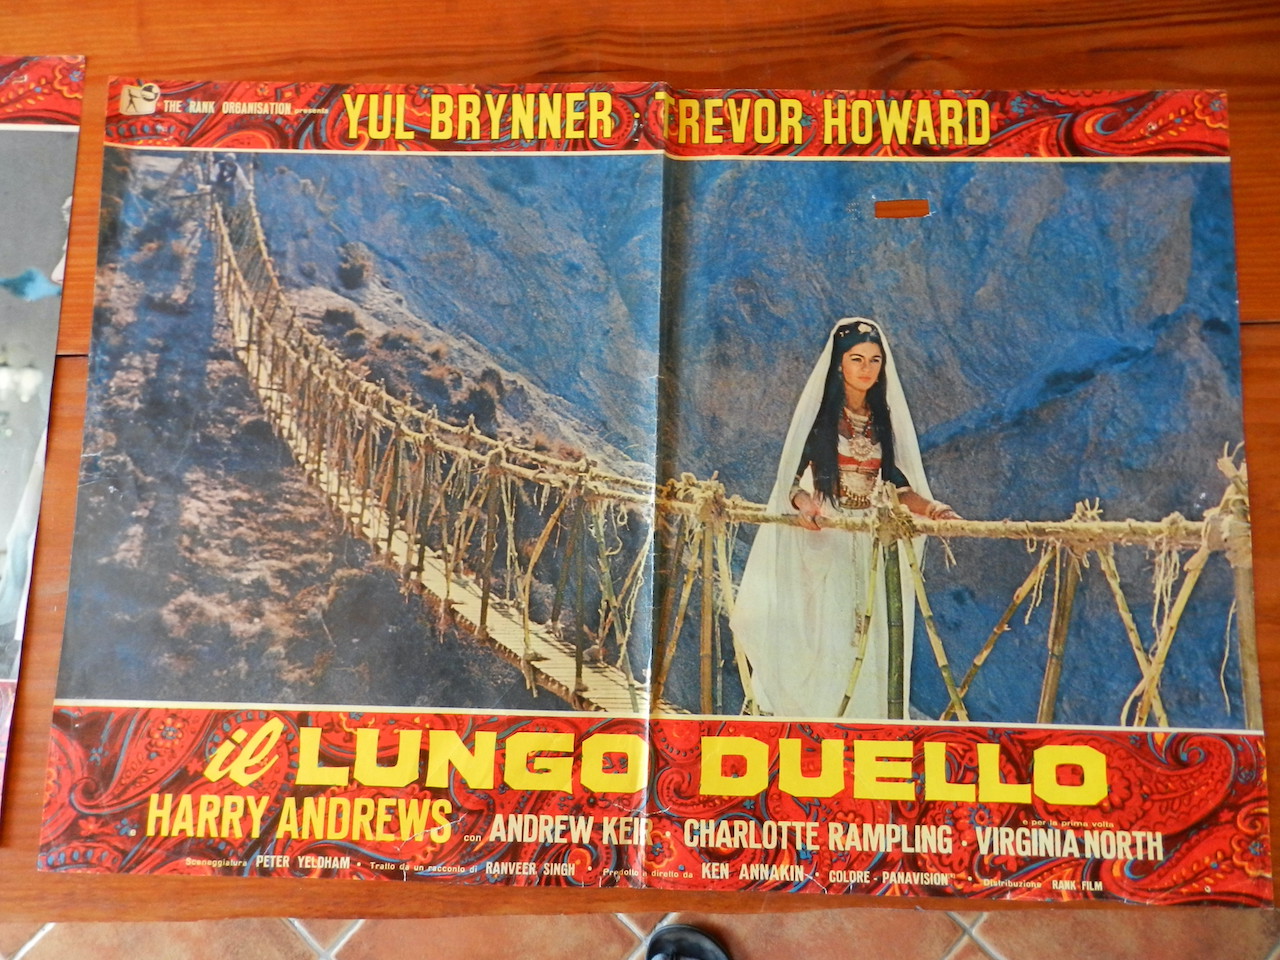 THE RANK ORGANISATION presenta YUL BRYNNER · TREVOR HOWARD
il LUNGO DUELLO
HARRY ANDREWS con ANDREW KEIR · CHARLOTTE RAMPLING · e per la prima volta VIRGINIA NORTH
Sceneggiatura PETER YELDHAM · Tratto da un racconto di RANVEER SINGH · Prodotto e diretto da KEN ANNAKIN · COLORE - PANAVISION · Distribuzione RANK FILM